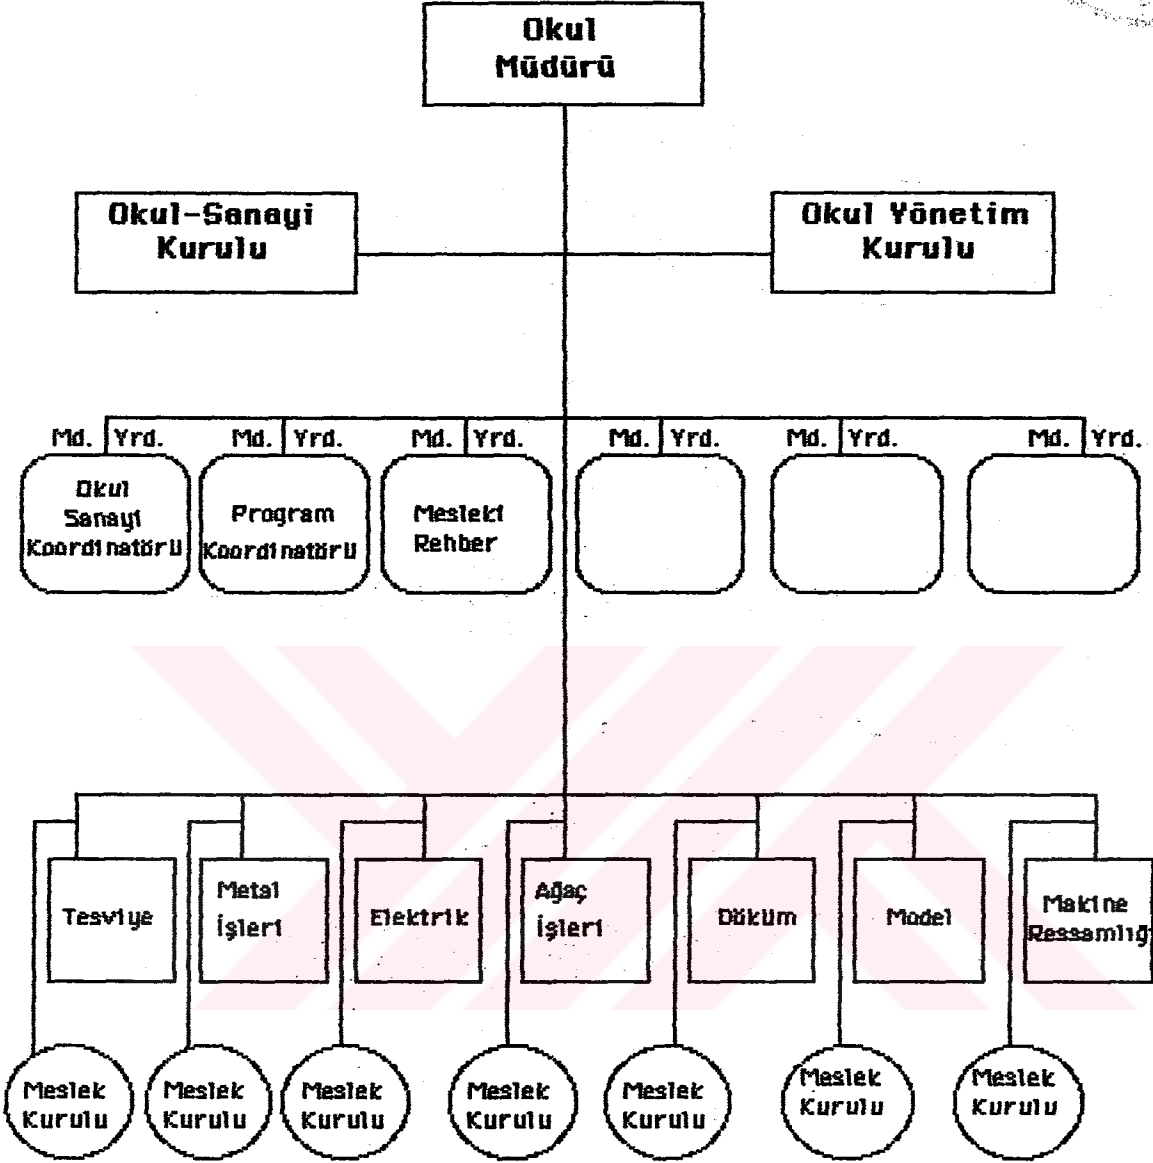 Okul
Müdürü
Okul-Sanayi
Kurulu
Okul Yönetim
Kurulu
Md. Yrd.
Md. Yrd.
Md. Yrd.
Md. Yrd.
Md. Yrd.
Md. Yrd.
Okul
Sanayi
Koordinatörü
Program
Koordinatörü
Mesleki
Rehber
Tesviye
Metal
İşleri
Elektrik
Ağaç
İşleri
Döküm
Model
Makine
Ressamlığ
Meslek
Kurulu
Meslek
Kurulu
Meslek
Kurulu
Meslek
Kurulu
Meslek
Kurulu
Meslek
Kurulu
Meslek
Kurulu